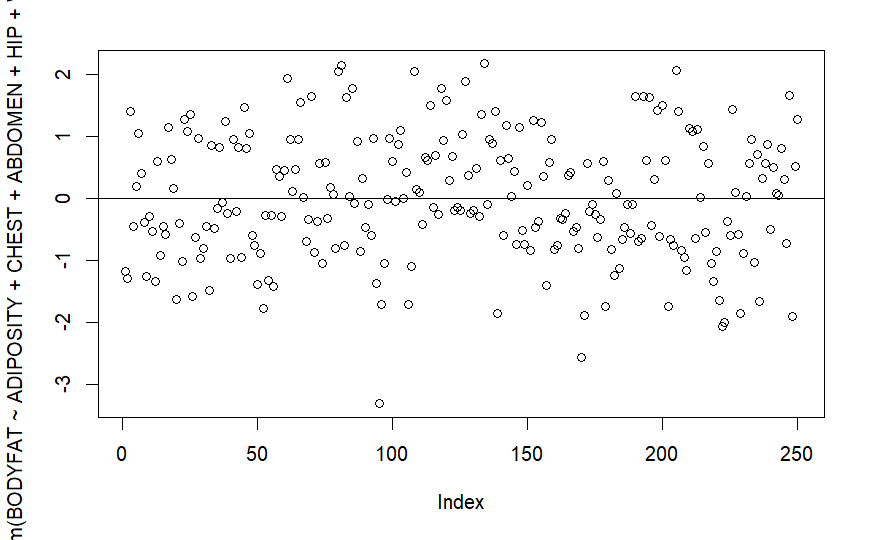 m(BODYFAT ~ ADIPOSITY + CHEST + ABDOMEN + HIP +
2
1
0
-1
-2
-3
0 50 100 150 200 250
Index